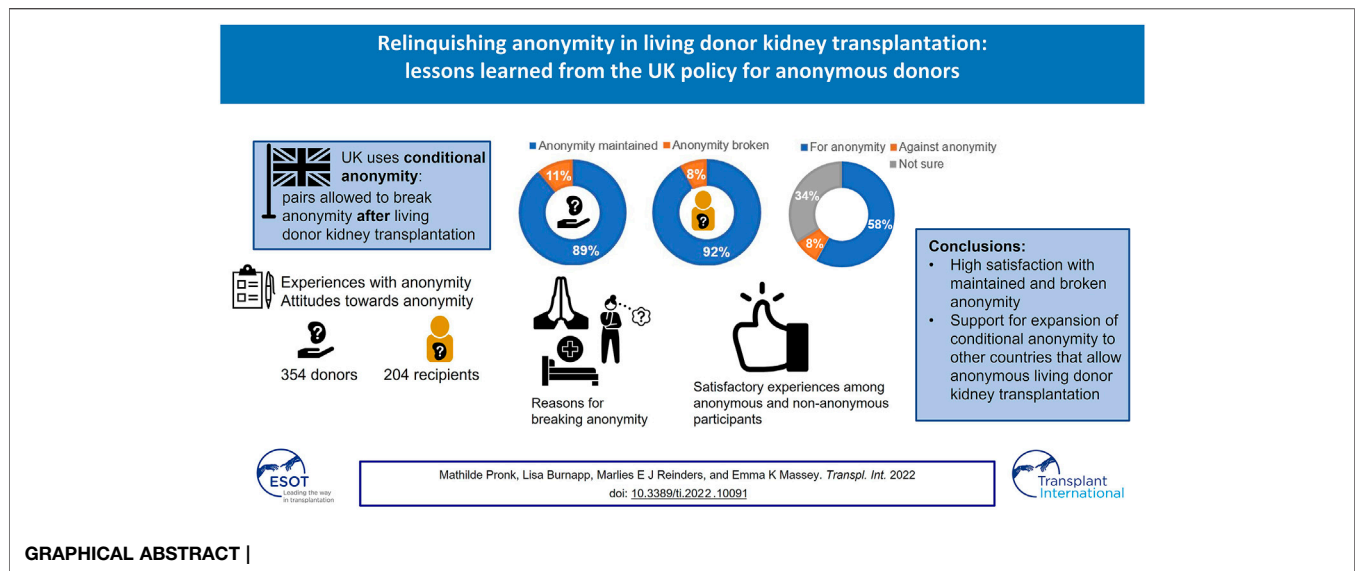 Relinquishing anonymity in living donor kidney transplantation:
lessons learned from the UK policy for anonymous donors
UK uses conditional
anonymity:
pairs allowed to break
anonymity after living
donor kidney transplantation
Experiences with anonymity
Attitudes towards anonymity
?
?
354 donors
204 recipients
Anonymity maintained
Anonymity broken
11%
?
89%
8%
?
92%
For anonymity
Against anonymity
Not sure
34%
8%
58%
?
Reasons for
breaking anonymity
Satisfactory experiences among
anonymous and non-anonymous
participants
Conclusions:
• High satisfaction with
maintained and broken
anonymity
• Support for expansion of
conditional anonymity to
other countries that allow
anonymous living donor
kidney transplantation
ESOT
Leading the way
in transplantation
Mathilde Pronk, Lisa Burnapp, Marlies E J Reinders, and Emma K Massey. Transpl. Int. 2022
doi: 10.3389/ti.2022.10091
Transplant
International
GRAPHICAL ABSTRACT |